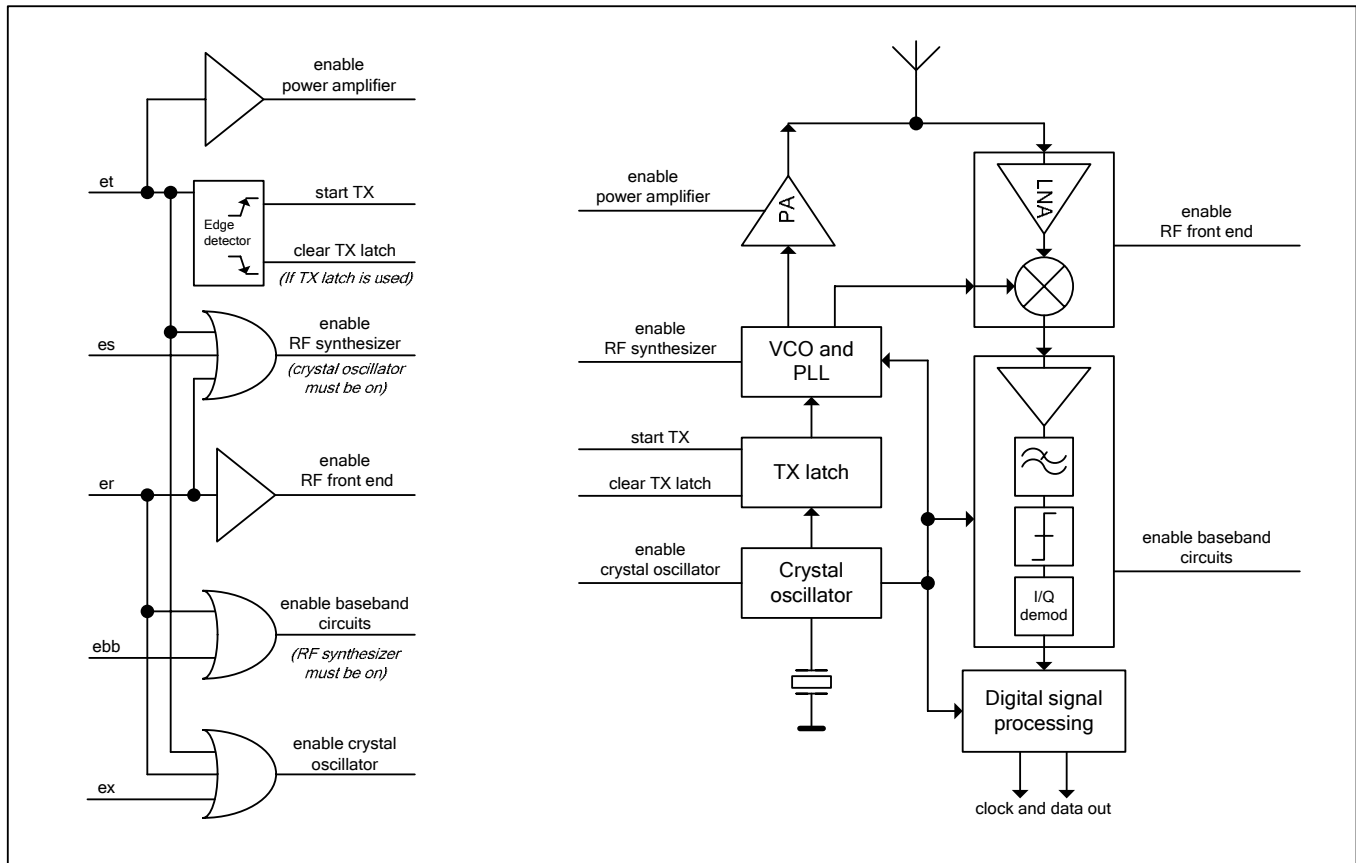 enable
power amplifier
et
Edge
detector
start TX
clear TX latch
(If TX latch is used)
es
enable
RF synthesizer
(crystal oscillator
must be on)
er
enable
RF front end
ebb
enable baseband
circuits
(RF synthesizer
must be on)
ex
enable crystal
oscillator
enable
power amplifier
PA
LNA
enable
RF front end
enable
RF synthesizer
VCO and
PLL
start TX
clear TX latch
TX latch
enable
crystal oscillator
Crystal
oscillator
I/Q
demod
enable baseband
circuits
Digital signal
processing
clock and data out